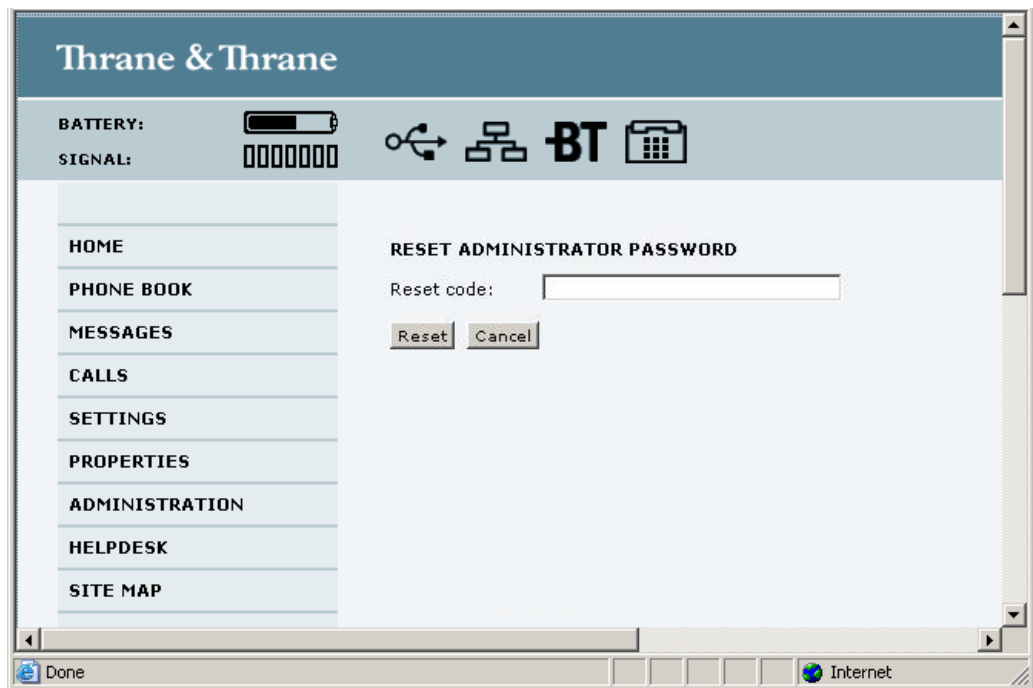 Thrane & Thrane
BATTERY:
SIGNAL:
BT
HOME
PHONE BOOK
MESSAGES
CALLS
SETTINGS
PROPERTIES
ADMINISTRATION
HELPDESK
SITE MAP
RESET ADMINISTRATOR PASSWORD
Reset code:
Reset Cancel
Done Internet